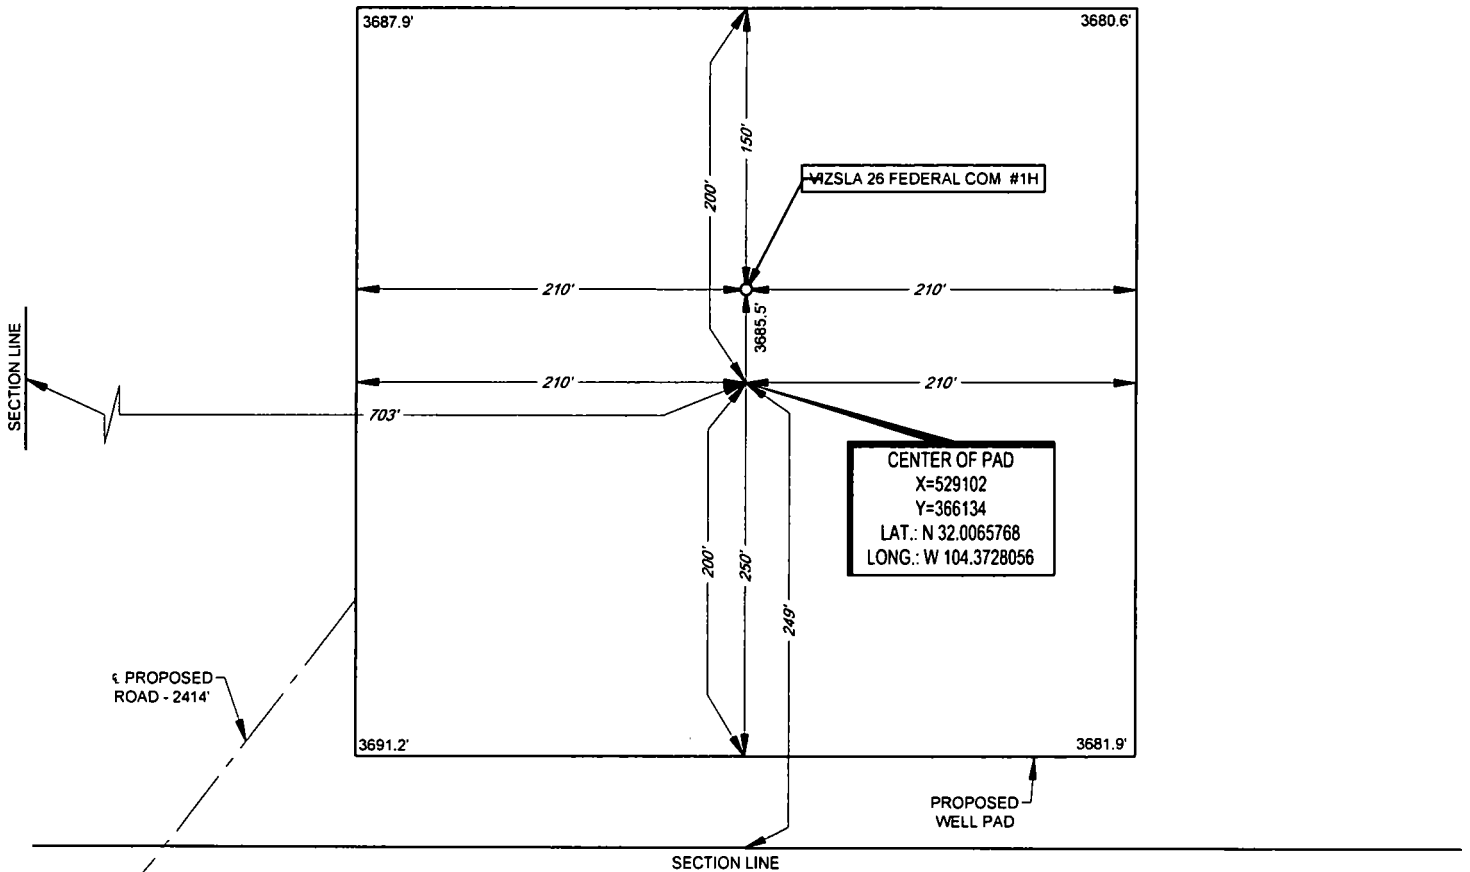 3687.9'
3680.6'
150'
200'
VIZSLA 26 FEDERAL COM #1H
210'
210'
3685.5'
SECTION LINE
210'
210'
703'
CENTER OF PAD
X=529102
Y=366134
LAT.: N 32.0065768
LONG.: W 104.3728056
200'
250'
249'
℄ PROPOSED
ROAD - 2414'
3691.2'
3681.9'
PROPOSED
WELL PAD
SECTION LINE